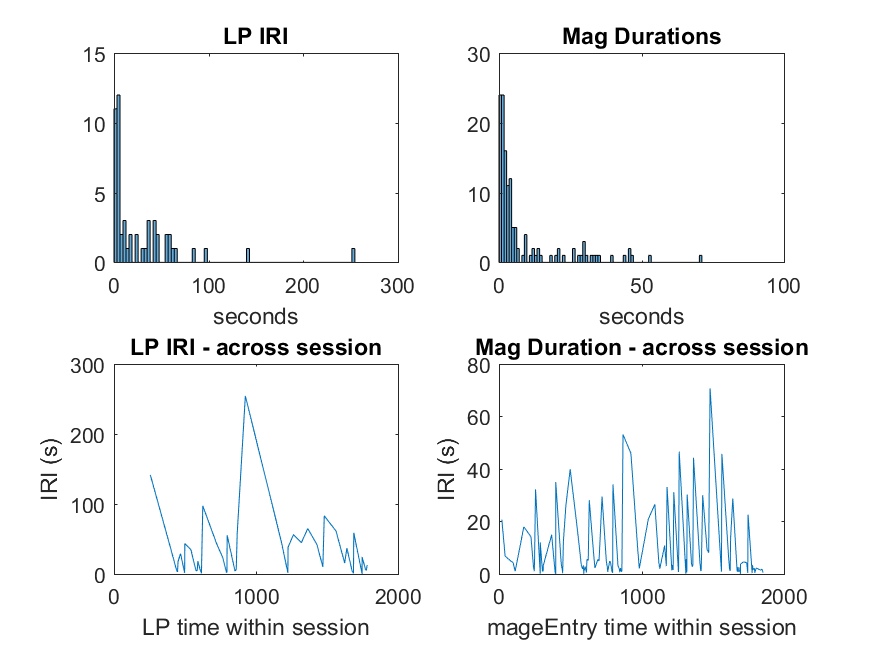 LP IRI
15
10
5
0
0 100 200 300
seconds
Mag Durations
30
20
10
0
0 50 100
seconds
LP IRI - across session
300
200
100
0
IRI (s)
0 1000 2000
LP time within session
Mag Duration - across session
80
60
40
20
0
IRI (s)
0 1000 2000
mageEntry time within session